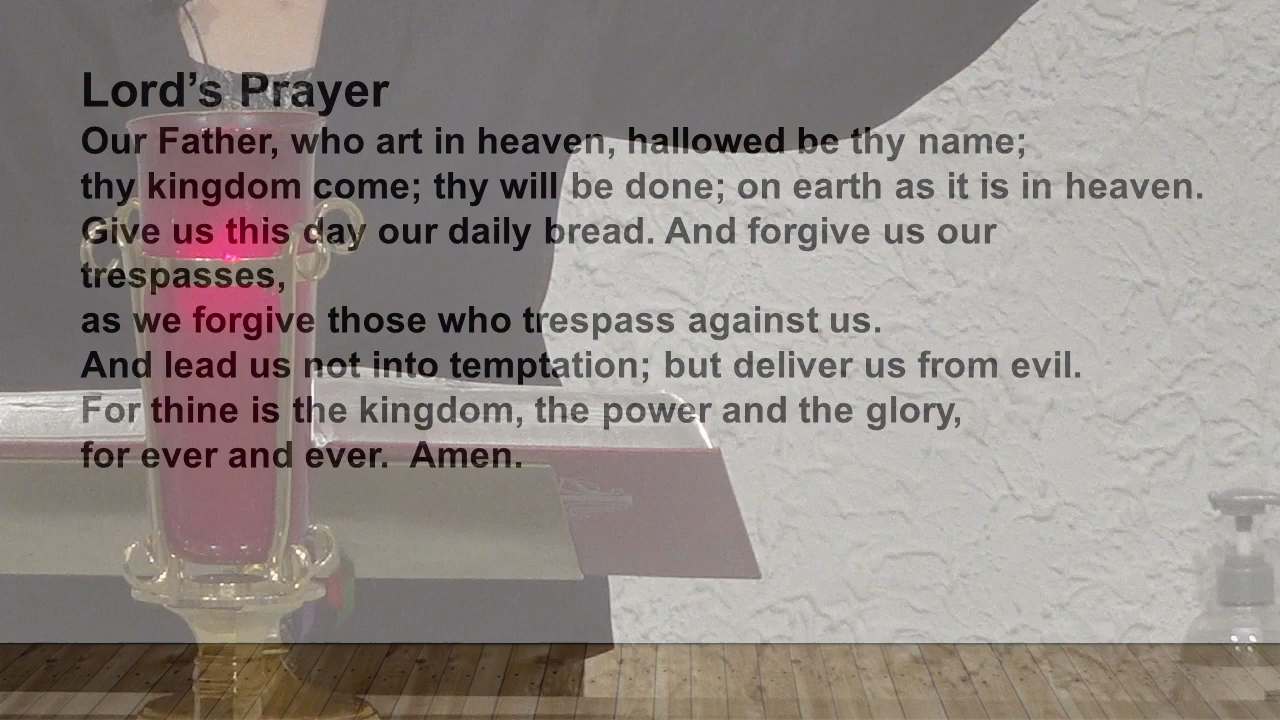 Lord’s Prayer
Our Father, who art in heaven, hallowed be thy name;
thy kingdom come; thy will be done; on earth as it is in heaven.
Give us this day our daily bread. And forgive us our
trespasses,
as we forgive those who trespass against us.
And lead us not into temptation; but deliver us from evil.
For thine is the kingdom, the power and the glory,
for ever and ever.  Amen.